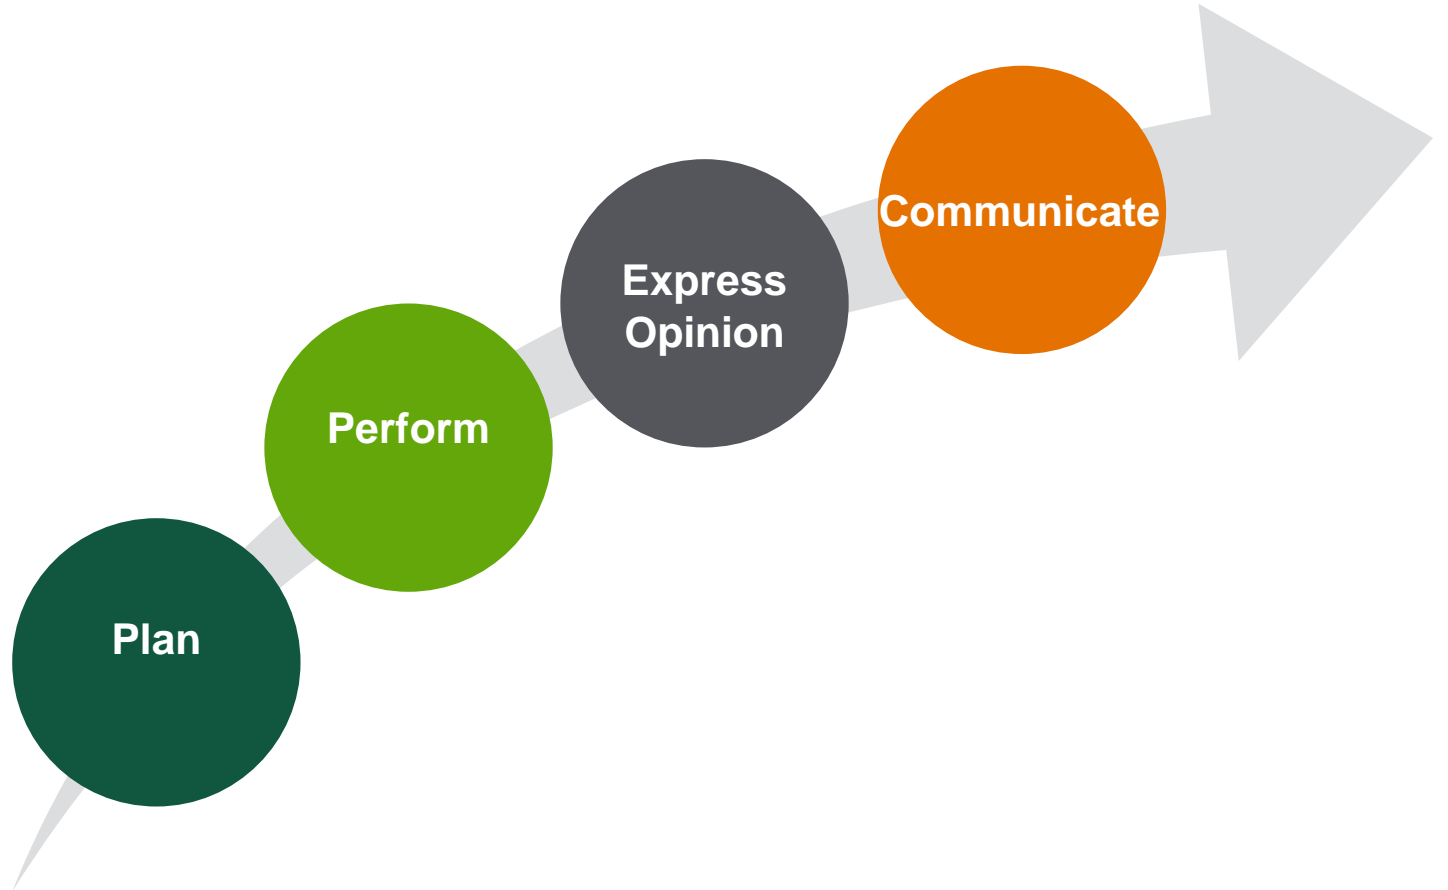 Plan
Perform
Express
Opinion
Communicate